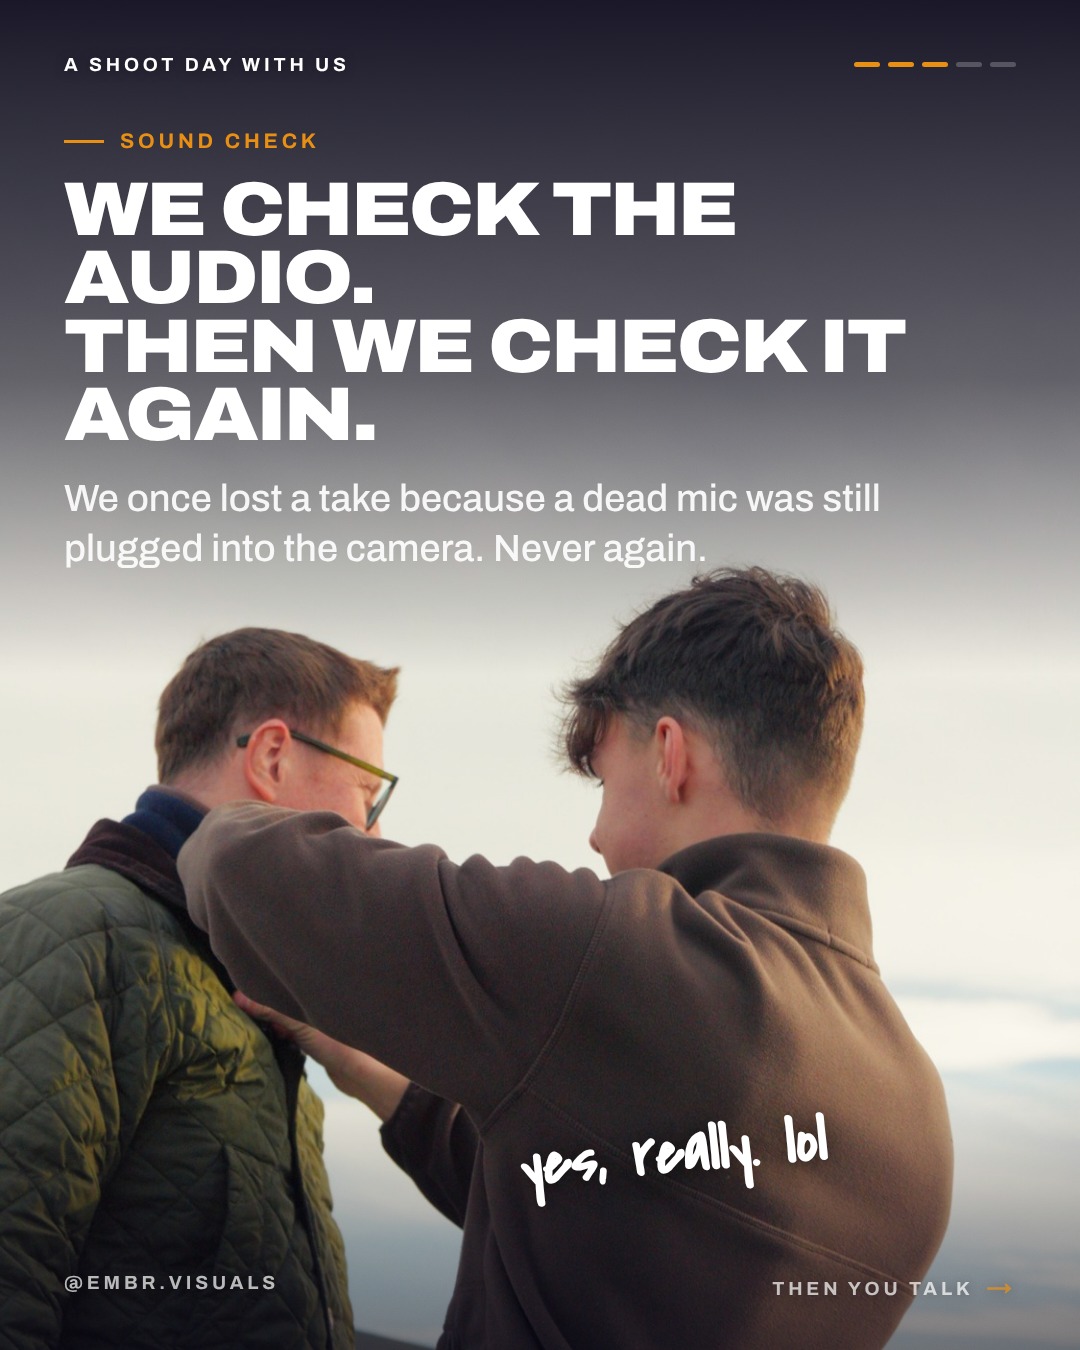 A SHOOT DAY WITH US
SOUND CHECK
WE CHECK THE
AUDIO.
THEN WE CHECK IT
AGAIN.
We once lost a take because a dead mic was still
plugged into the camera. Never again.
yes, really. lol
@EMBR.VISUALS
THEN YOU TALK →